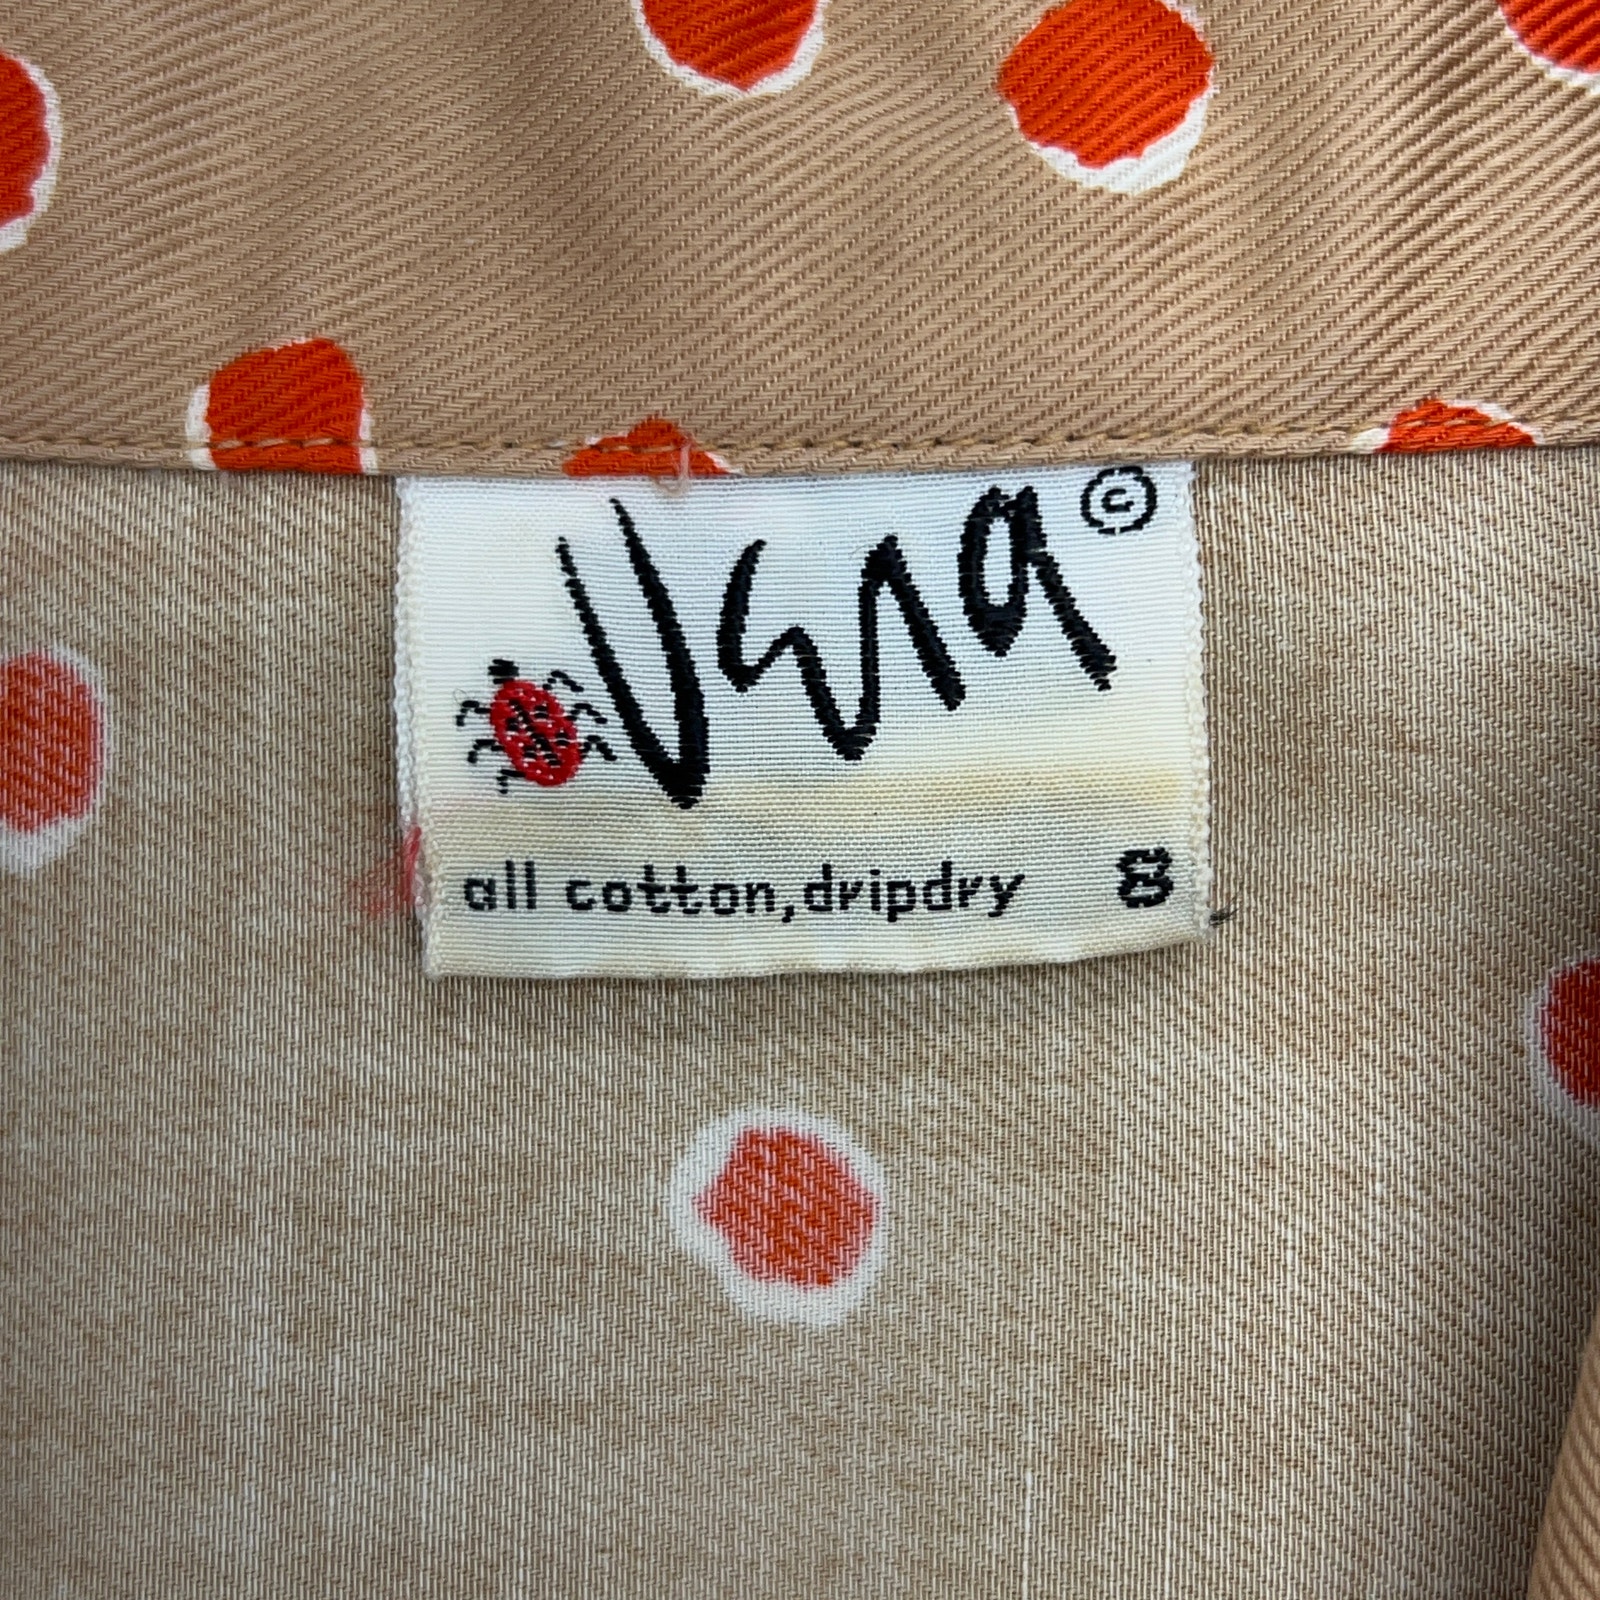 Vera ©
all cotton, dripdry 8